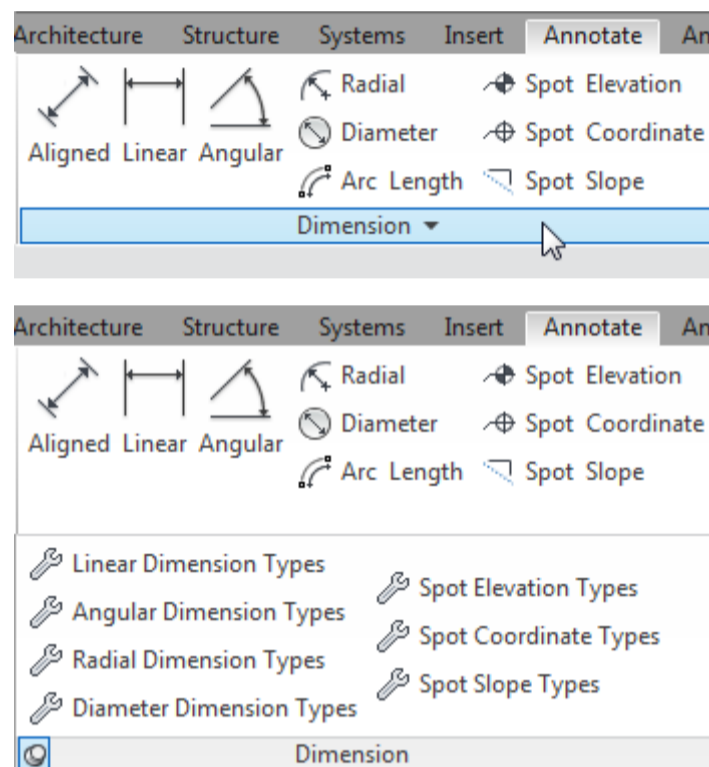 Architecture Structure Systems Insert Annotate An
Radial Spot Elevation
Diameter Spot Coordinate
Aligned Linear Angular
Arc Length Spot Slope
Dimension
Architecture Structure Systems Insert Annotate An
Radial Spot Elevation
Diameter Spot Coordinate
Aligned Linear Angular
Arc Length Spot Slope
Linear Dimension Types
Spot Elevation Types
Angular Dimension Types
Spot Coordinate Types
Radial Dimension Types
Spot Slope Types
Diameter Dimension Types
Dimension